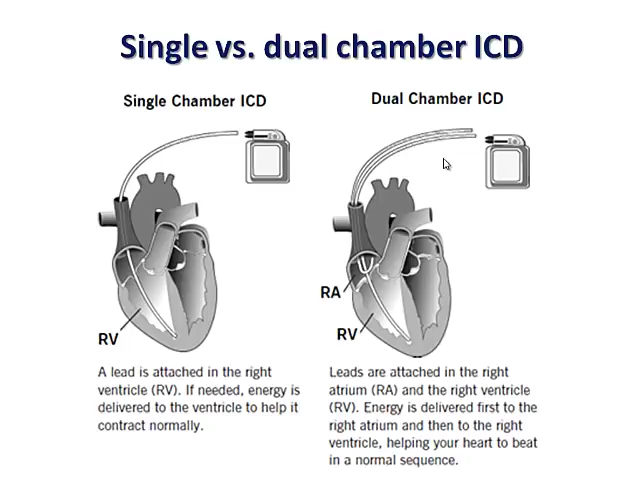 Single vs. dual chamber ICD
Single Chamber ICD
RV
A lead is attached in the right
ventricle (RV). If needed, energy is
delivered to the ventricle to help it
contract normally.
Dual Chamber ICD
RA
RV
Leads are attached in the right
atrium (RA) and the right ventricle
(RV). Energy is delivered first to the
right atrium and then to the right
ventricle, helping your heart to beat
in a normal sequence.